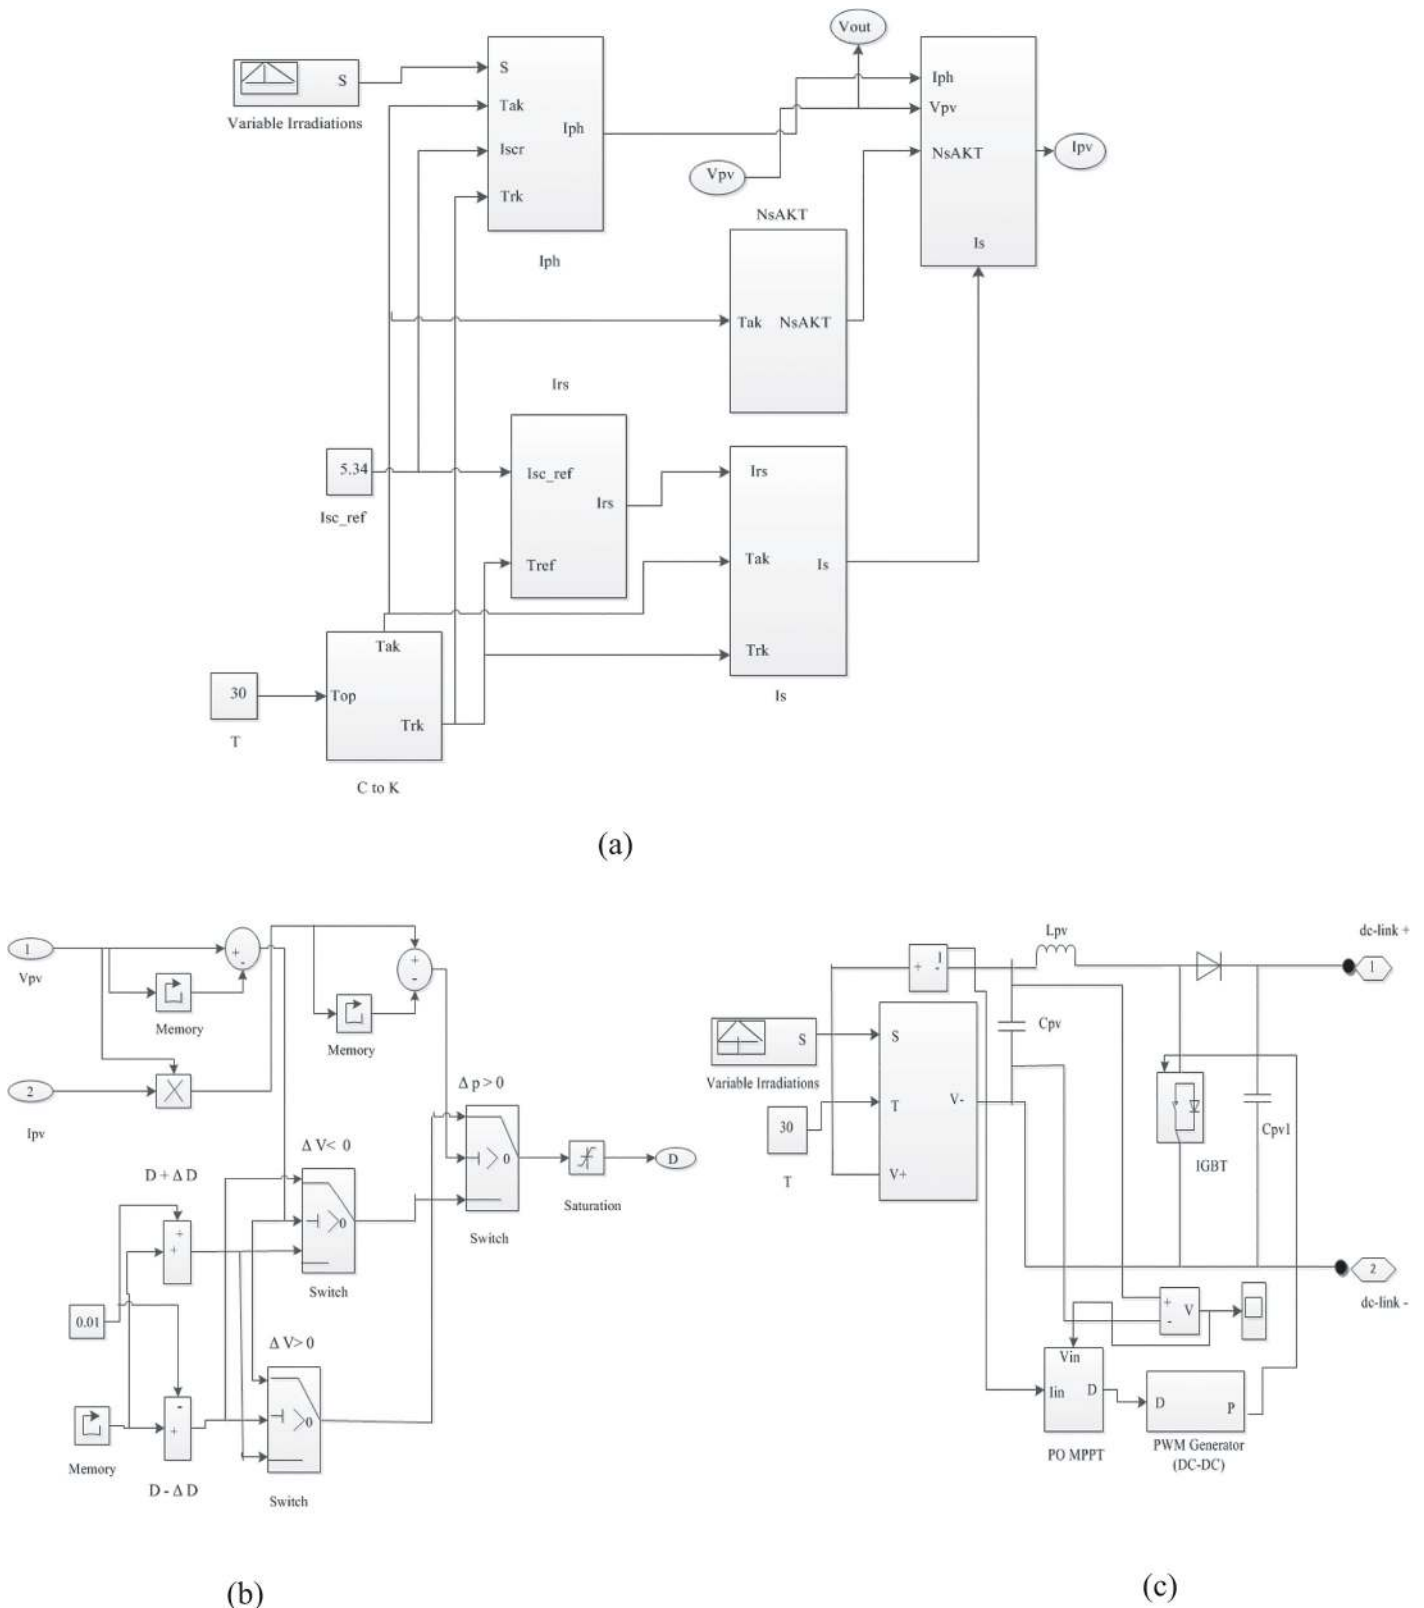 Vout
S
Variable Irradiations
S
Tak
Iscr
Trk
Iph
Iph
Iph
Vpv
NsAKT
Is
Ipv
Vpv
NsAKT
Tak NsAKT
Irs
5.34
Isc_ref
Isc_ref
Irs
Tref
Irs
Tak
Is
Trk
Is
Tak
Top
Trk
30
T
C to K
(a)
1
Vpv
+
-
Memory
+
-
Memory
2
Ipv
X
Δ p > 0
> 0
D
Saturation
Switch
Δ V< 0
>0
Switch
D + Δ D
+
+
0.01
Δ V> 0
>0
Switch
Memory
-
+
D - Δ D
(b)
Lpv
dc-link +
1
+ -
I
Cpv
S
Variable Irradiations
S
T
V-
V+
30
T
IGBT
Cpv1
2
dc-link -
+
-
V
Vin
Iin D
PO MPPT
D P
PWM Generator
(DC-DC)
(c)